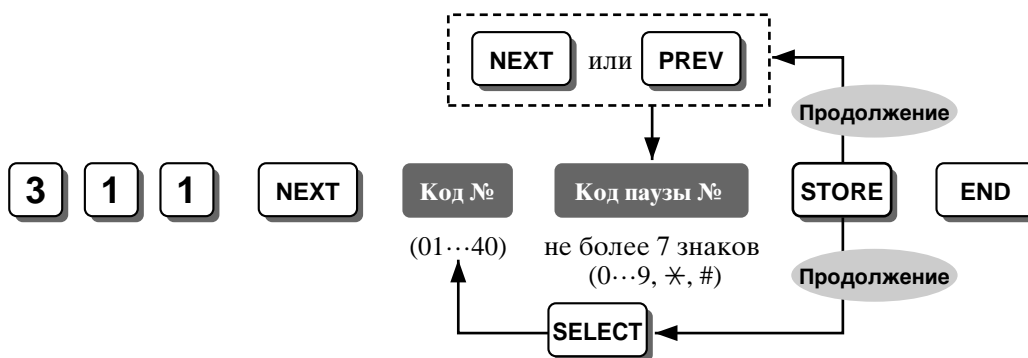 NEXT или PREV
Продолжение
3 1 1 NEXT Код № Код паузы № STORE END
(01···40) не более 7 знаков
(0···9, ✳, #)
Продолжение
SELECT